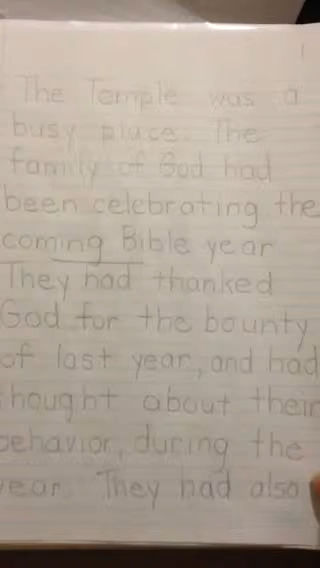 1
The Temple was a
busy place. The
family of God had
been celebrating the
coming Bible year
They had thanked
God for the bounty
of last year, and had
thought about their
behavior, during the
year. They had also